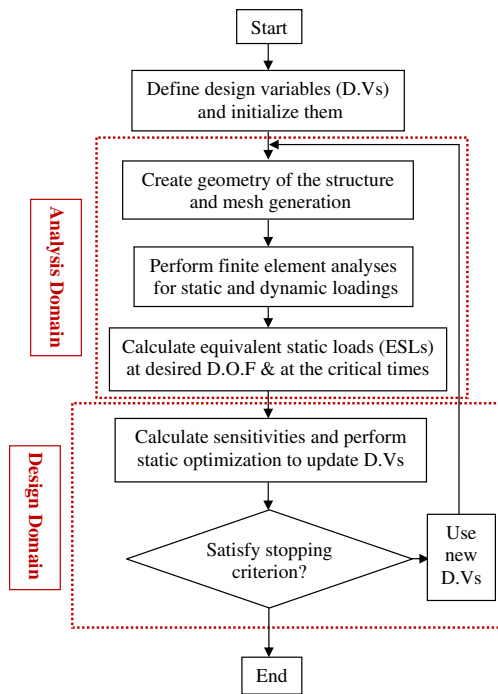 Start
Define design variables (D.Vs)
and initialize them
Analysis Domain
Create geometry of the structure
and mesh generation
Perform finite element analyses
for static and dynamic loadings
Calculate equivalent static loads (ESLs)
at desired D.O.F & at the critical times
Design Domain
Calculate sensitivities and perform
static optimization to update D.Vs
Satisfy stopping
criterion?
Use
new
D.Vs
End